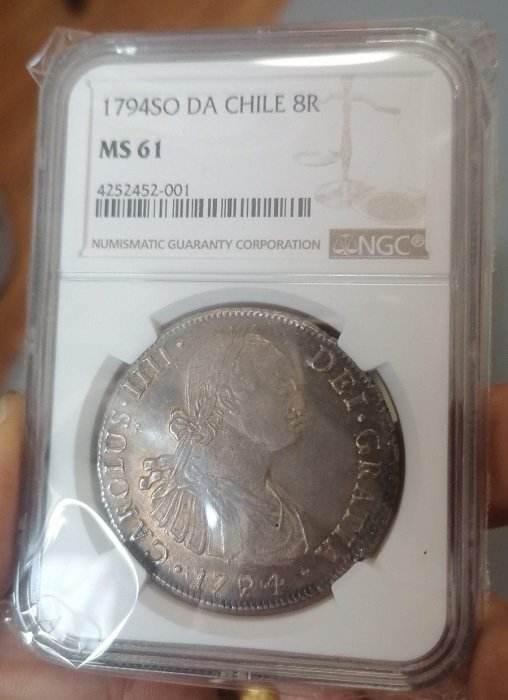 1794SO DA CHILE 8R
MS 61
4252452-001
NUMISMATIC GUARANTY CORPORATION NGC®
CAROLUS·IIII· DEI·GRATIA
·1794·